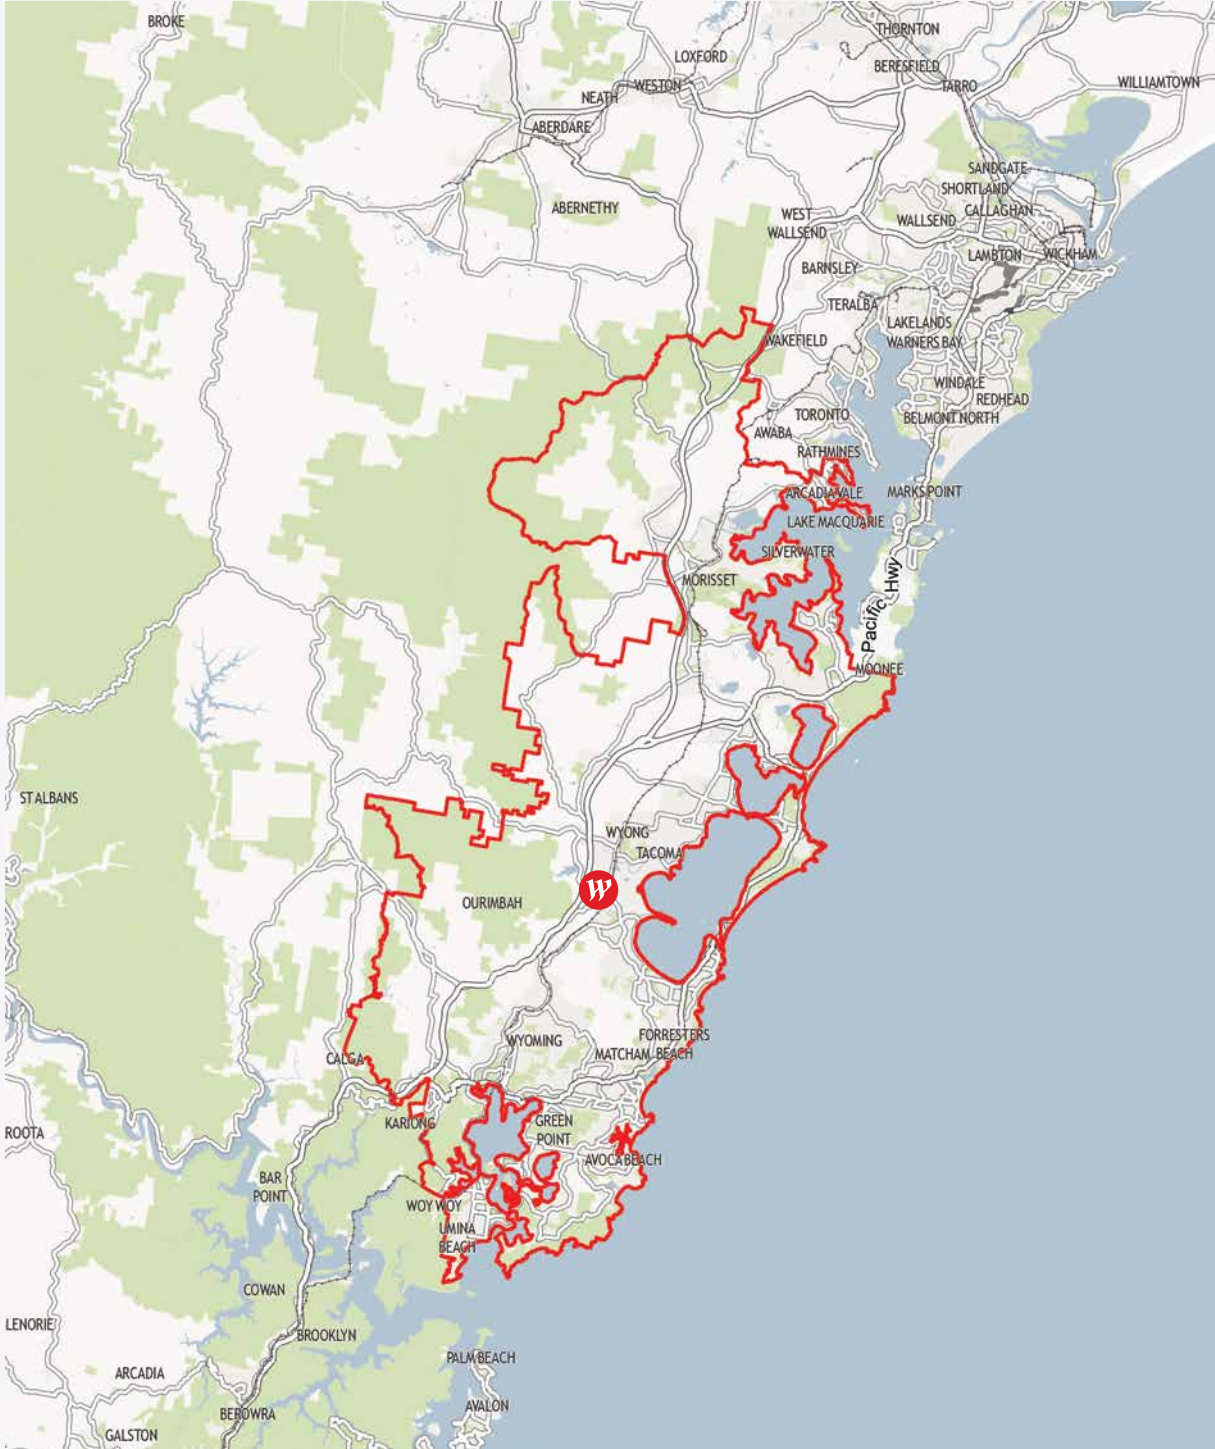 BROKE
THORNTON
LOXFORD
BERESFIELD
WESTON
TARRO
WILLIAMTOWN
NEATH
ABERDARE
SANDGATE
SHORTLAND
ABERNETHY
CALLAGHAN
WEST
WALLSEND
WALLSEND
LAMBTON
WICKHAM
BARNSLEY
TERALBA
LAKELANDS
WAKEFIELD
WARNERS BAY
WINDALE
REDHEAD
TORONTO
BELMONT NORTH
AWABA
RATHMINES
ARCADIA VALE
MARKS POINT
LAKE MACQUARIE
SILVERWATER
MORISSET
Pacific Hwy
MOONEE
ST ALBANS
WYONG
TACOMA
W
OURIMBAH
WYOMING
FORRESTERS
BEACH
MATCHAM
CALGA
KARIONG
GREEN
POINT
ROOTA
AVOCA BEACH
BAR
POINT
WOY WOY
UMINA
BEACH
COWAN
LENORIE
BROOKLYN
PALM BEACH
ARCADIA
AVALON
BEROWRA
GALSTON